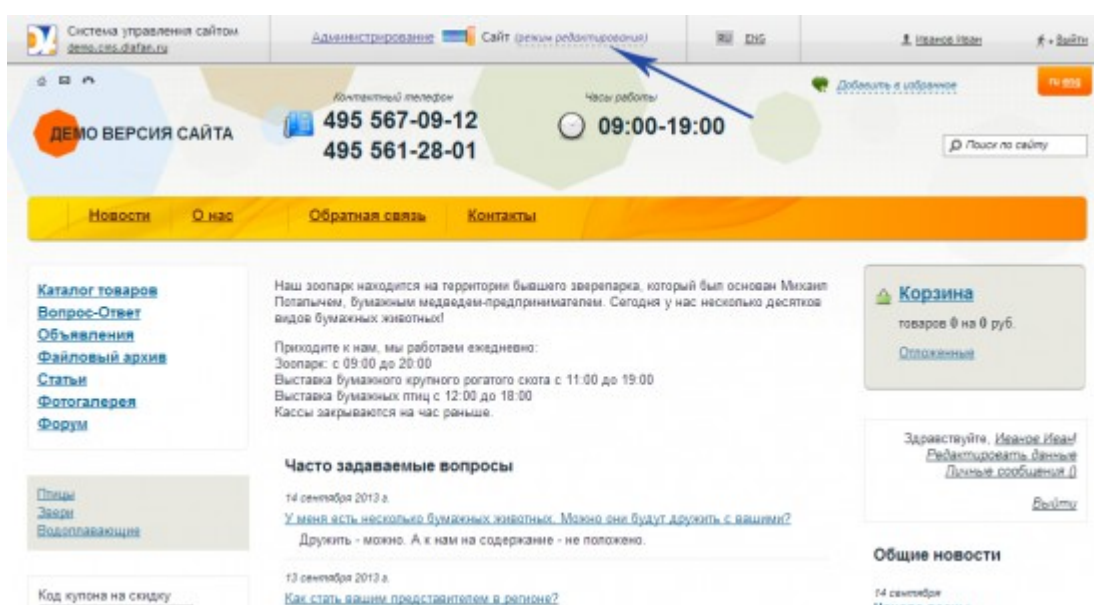 Система управления сайтом
demo.cms.diafan.ru
Администрирование Сайт (режим редактирования)
RU ENG
Иванов Иван
Выйти
Контактный телефон
495 567-09-12
495 561-28-01
Часы работы
09:00-19:00
Добавить в избранное
ru eng
ДЕМО ВЕРСИЯ САЙТА
Поиск по сайту
Новости О нас Обратная связь Контакты
Каталог товаров
Вопрос-Ответ
Объявления
Файловый архив
Статьи
Фотогалерея
Форум
Птицы
Звери
Водоплавающие
Код купона на скидку
Наш зоопарк находится на территории бывшего зверепарка, который был основан Михаил
Потапычем, бумажным медведем-предпринимателем. Сегодня у нас несколько десятков
видов бумажных животных!
Приходите к нам, мы работаем ежедневно:
Зоопарк: с 09:00 до 20:00
Выставка бумажного крупного рогатого скота с 11:00 до 19:00
Выставка бумажных птиц с 12:00 до 18:00
Кассы закрываются на час раньше.
Часто задаваемые вопросы
14 сентября 2013 г.
У меня есть несколько бумажных животных. Можно они будут дружить с вашими?
Дружить - можно. А к нам на содержание - не положено.
13 сентября 2013 г.
Как стать вашим представителем в регионе?
Корзина
товаров 0 на 0 руб.
Отложенные
Здравствуйте, Иванов Иван!
Редактировать данные
Личные сообщения ()
Выйти
Общие новости
14 сентября